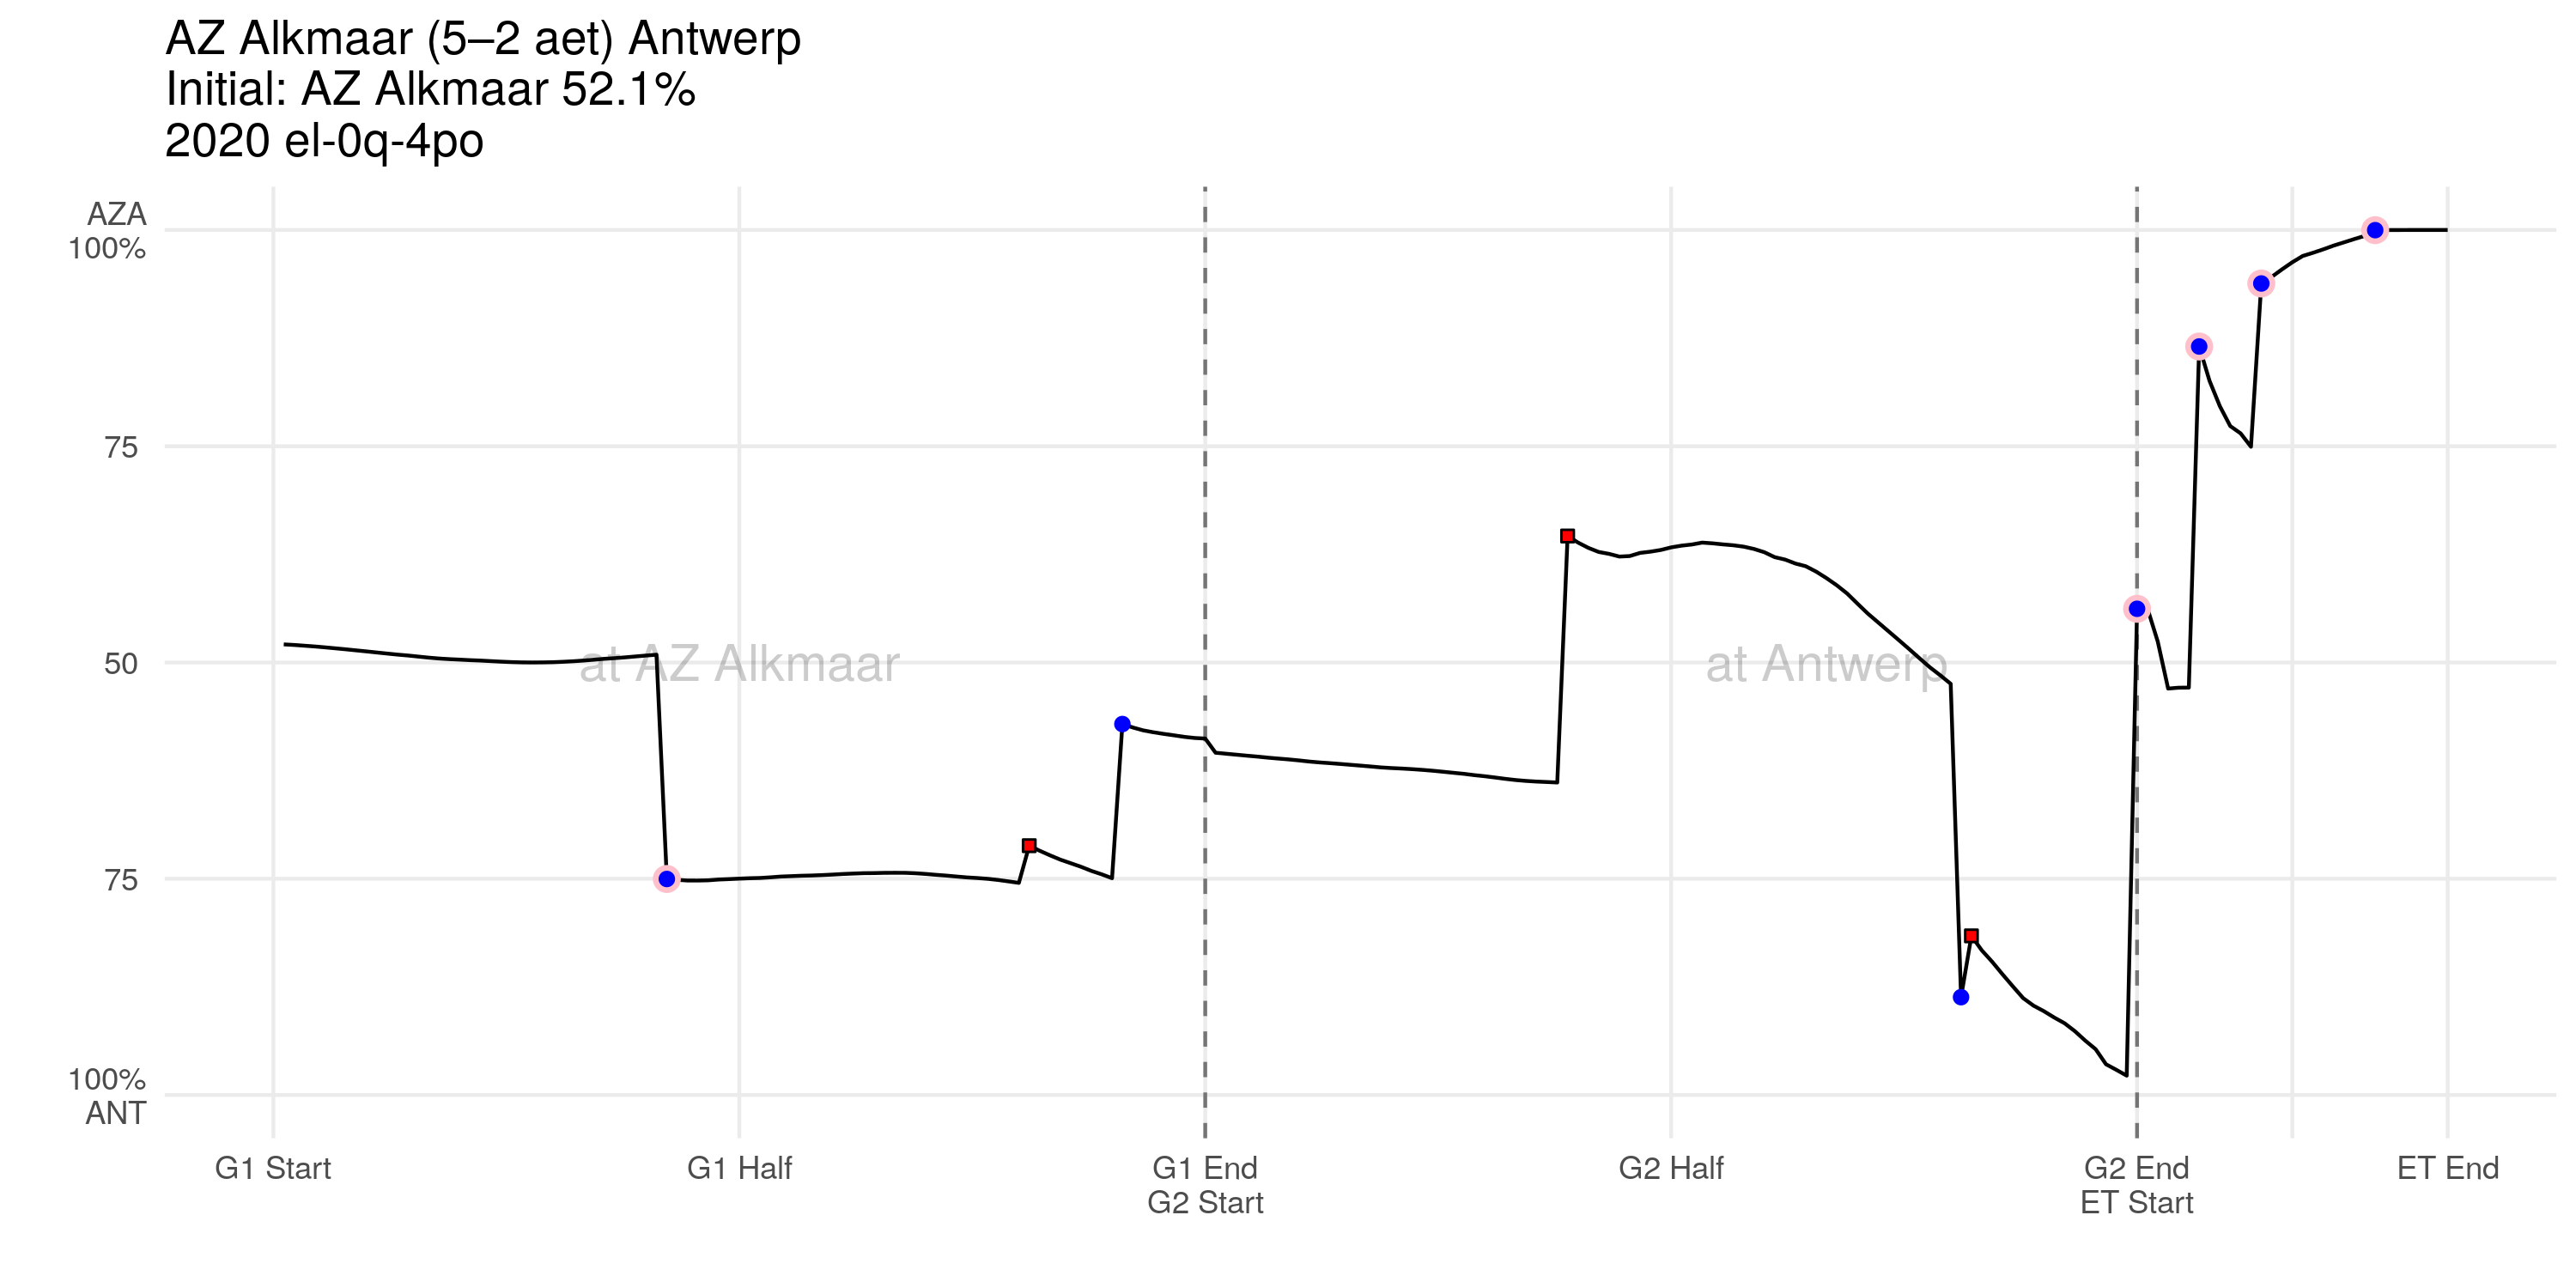 AZ Alkmaar (5–2 aet) Antwerp
Initial: AZ Alkmaar 52.1%
2020 el-0q-4po
AZA
100%
75
50
75
100%
ANT
at AZ Alkmaar
at Antwerp
G1 Start
G1 Half
G1 End
G2 Start
G2 Half
G2 End
ET Start
ET End